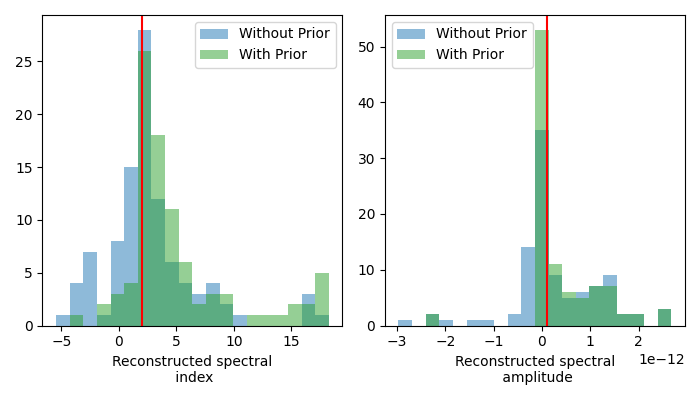 Without Prior
With Prior
25
20
15
10
5
0
−5
0
5
10
15
Reconstructed spectral
index
Without Prior
With Prior
50
40
30
20
10
0
−3
−2
−1
0
1
2
1e−12
Reconstructed spectral
amplitude